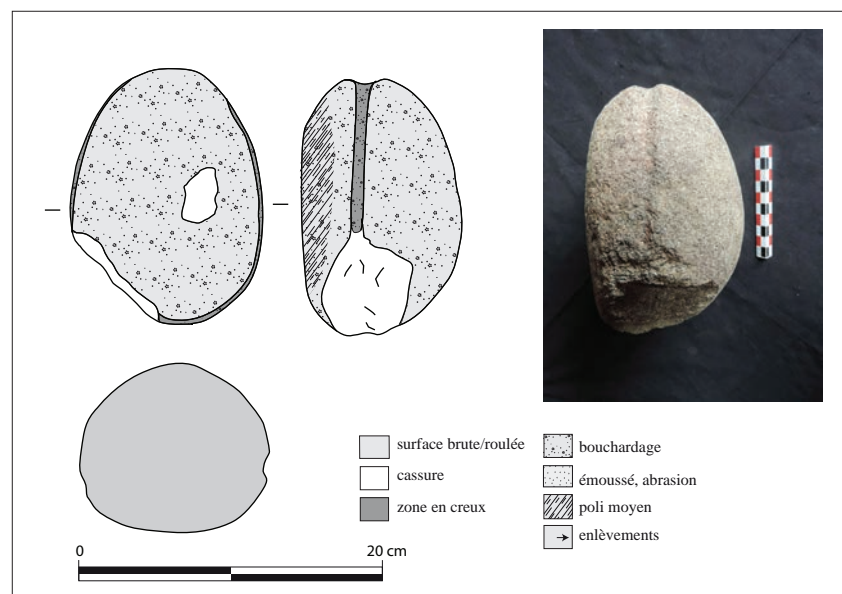 surface brute/roulée
cassure
zone en creux
bouchardage
émoussé, abrasion
poli moyen
enlèvements
0
20 cm